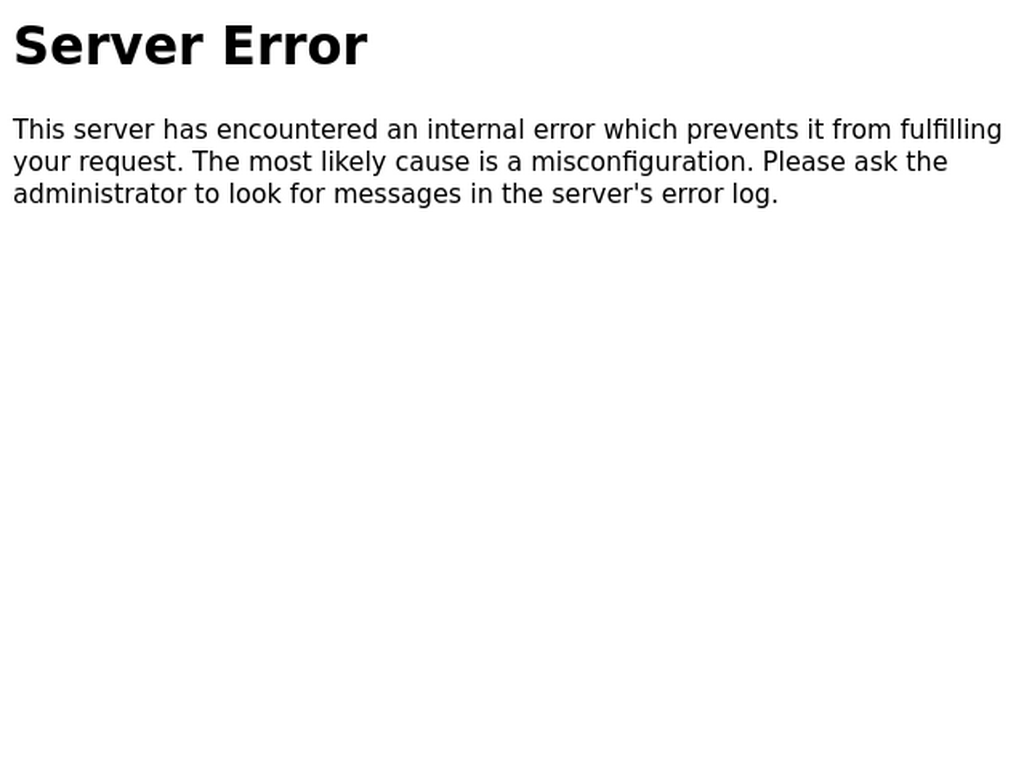 Server Error
This server has encountered an internal error which prevents it from fulfilling
your request. The most likely cause is a misconfiguration. Please ask the
administrator to look for messages in the server's error log.